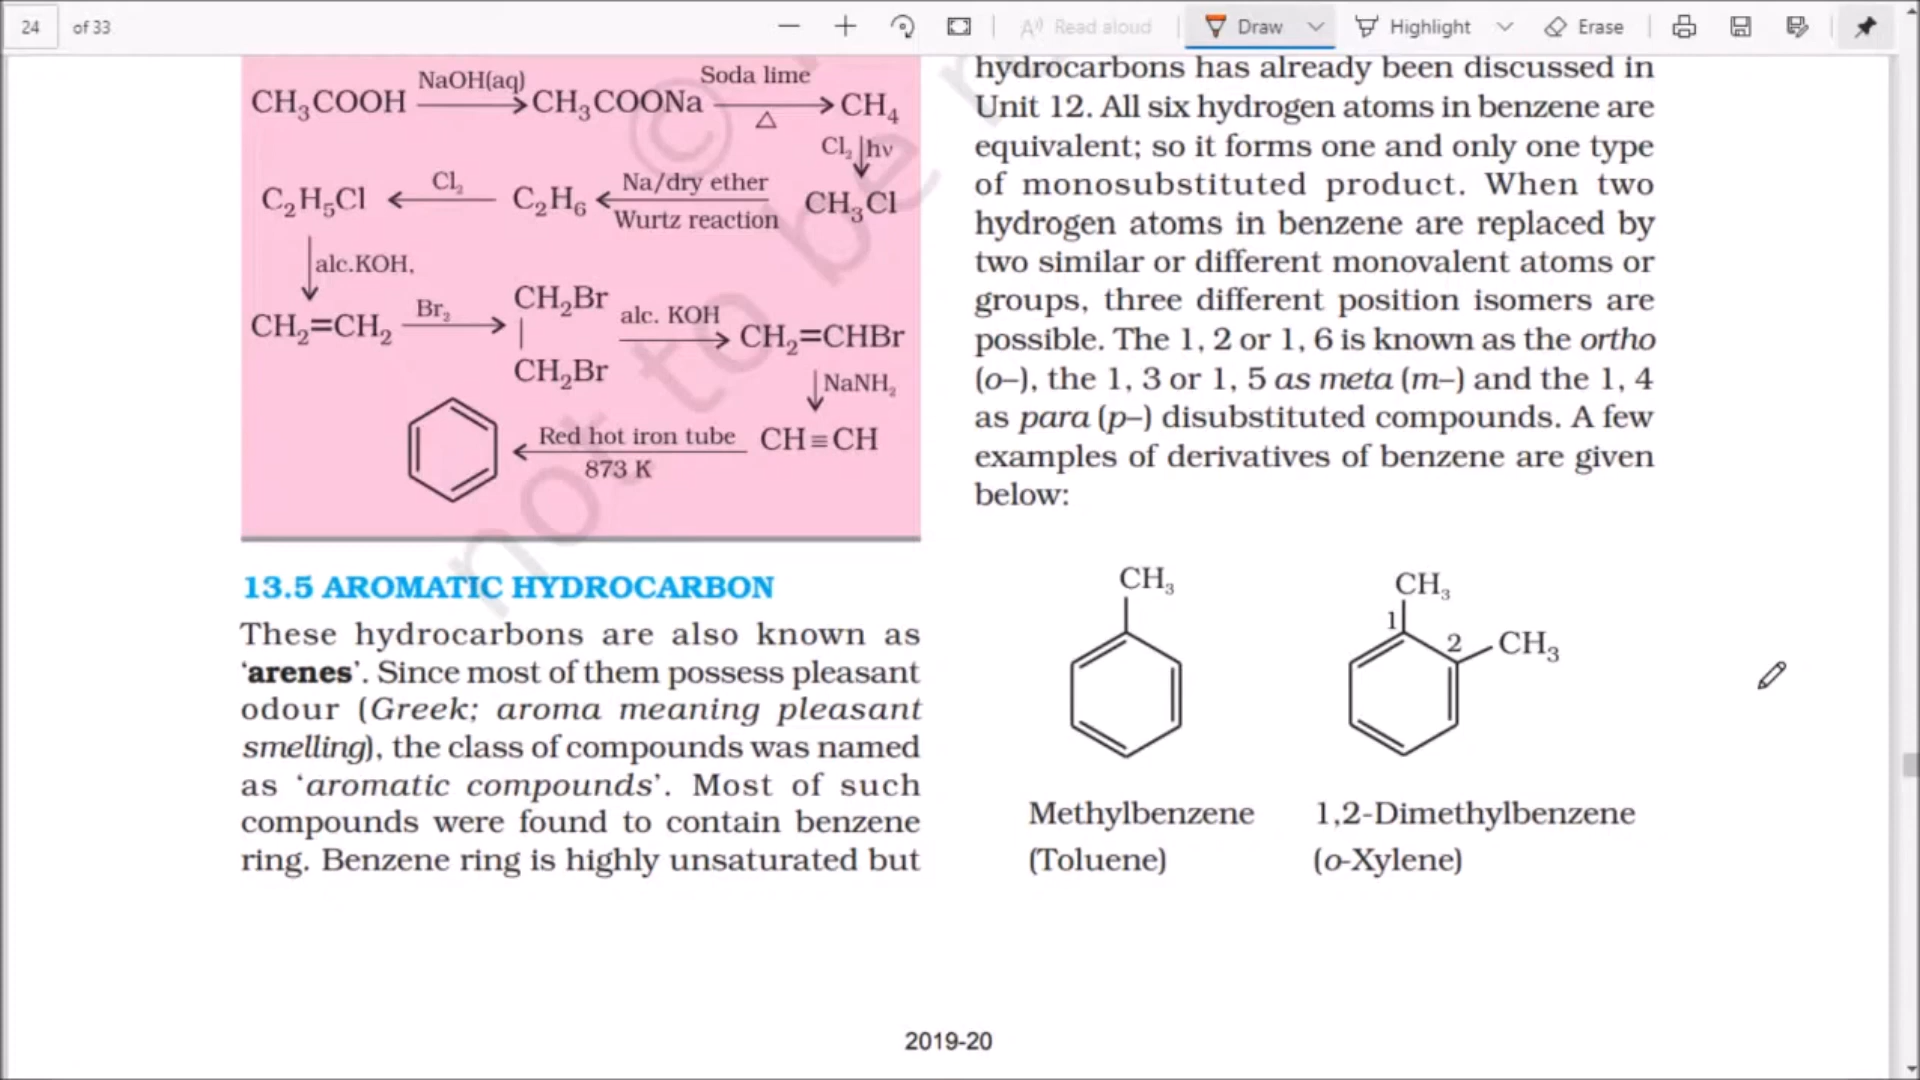 24 of 33 Read aloud Draw Highlight Erase
CH₃COOH NaOH(aq) CH₃COONa Soda lime △ CH₄
Cl₂ hν
C₂H₅Cl Cl₂ C₂H₆ Na/dry ether CH₃Cl
Wurtz reaction
alc.KOH,
CH₂=CH₂ Br₂ CH₂Br alc. KOH CH₂=CHBr
CH₂Br
NaNH₂
Red hot iron tube CH≡CH
873 K
13.5 AROMATIC HYDROCARBON
These hydrocarbons are also known as
‘arenes’. Since most of them possess pleasant
odour (Greek; aroma meaning pleasant
smelling), the class of compounds was named
as ‘aromatic compounds’. Most of such
compounds were found to contain benzene
ring. Benzene ring is highly unsaturated but
hydrocarbons has already been discussed in
Unit 12. All six hydrogen atoms in benzene are
equivalent; so it forms one and only one type
of monosubstituted product. When two
hydrogen atoms in benzene are replaced by
two similar or different monovalent atoms or
groups, three different position isomers are
possible. The 1, 2 or 1, 6 is known as the ortho
(o–), the 1, 3 or 1, 5 as meta (m–) and the 1, 4
as para (p–) disubstituted compounds. A few
examples of derivatives of benzene are given
below:
CH₃ CH₃
1 2 CH₃
Methylbenzene 1,2-Dimethylbenzene
(Toluene) (o-Xylene)
not to be
©
2019-20